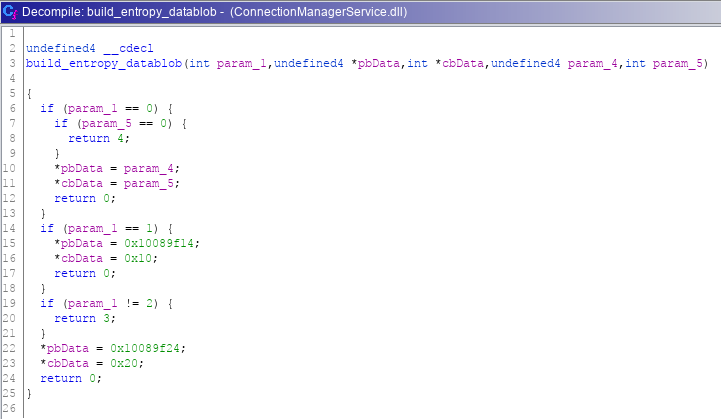 Decompile: build_entropy_datablob - (ConnectionManagerService.dll)
1
2 undefined4 __cdecl
3 build_entropy_datablob(int param_1,undefined4 *pbData,int *cbData,undefined4 param_4,int param_5)
4
5 {
6 if (param_1 == 0) {
7 if (param_5 == 0) {
8 return 4;
9 }
10 *pbData = param_4;
11 *cbData = param_5;
12 return 0;
13 }
14 if (param_1 == 1) {
15 *pbData = 0x10089f14;
16 *cbData = 0x10;
17 return 0;
18 }
19 if (param_1 != 2) {
20 return 3;
21 }
22 *pbData = 0x10089f24;
23 *cbData = 0x20;
24 return 0;
25 }
26